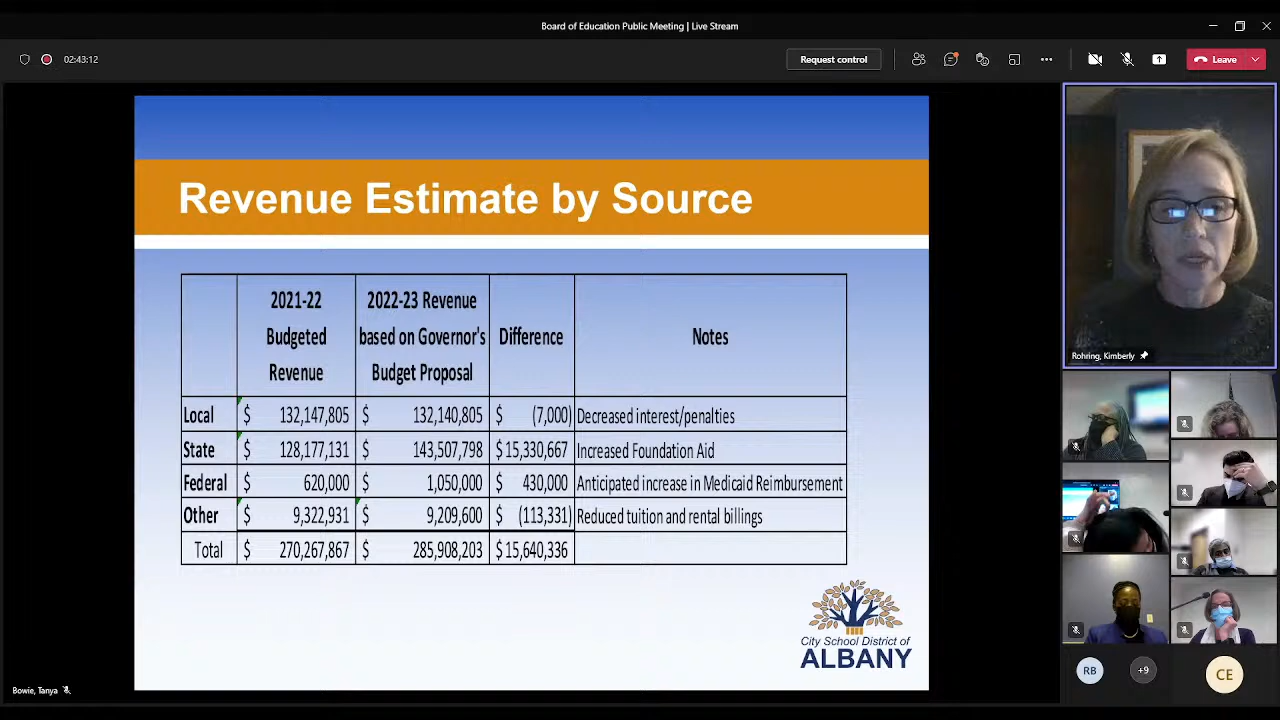 Board of Education Public Meeting | Live Stream
02:43:12
Request control
Leave
Revenue Estimate by Source
2021-22 Budgeted Revenue
2022-23 Revenue based on Governor's Budget Proposal
Difference
Notes
Local $ 132,147,805 $ 132,140,805 $ (7,000) Decreased interest/penalties
State $ 128,177,131 $ 143,507,798 $ 15,330,667 Increased Foundation Aid
Federal 620,000 $ 1,050,000 $ 430,000 Anticipated increase in Medicaid Reimbursement
Other $ 9,322,931 $ 9,209,600 $ (113,331) Reduced tuition and rental billings
Total $ 270,267,867 $ 285,908,203 $ 15,640,336
City School District of
ALBANY
Rohring, Kimberly
RB
+9
CE
Bowie, Tanya